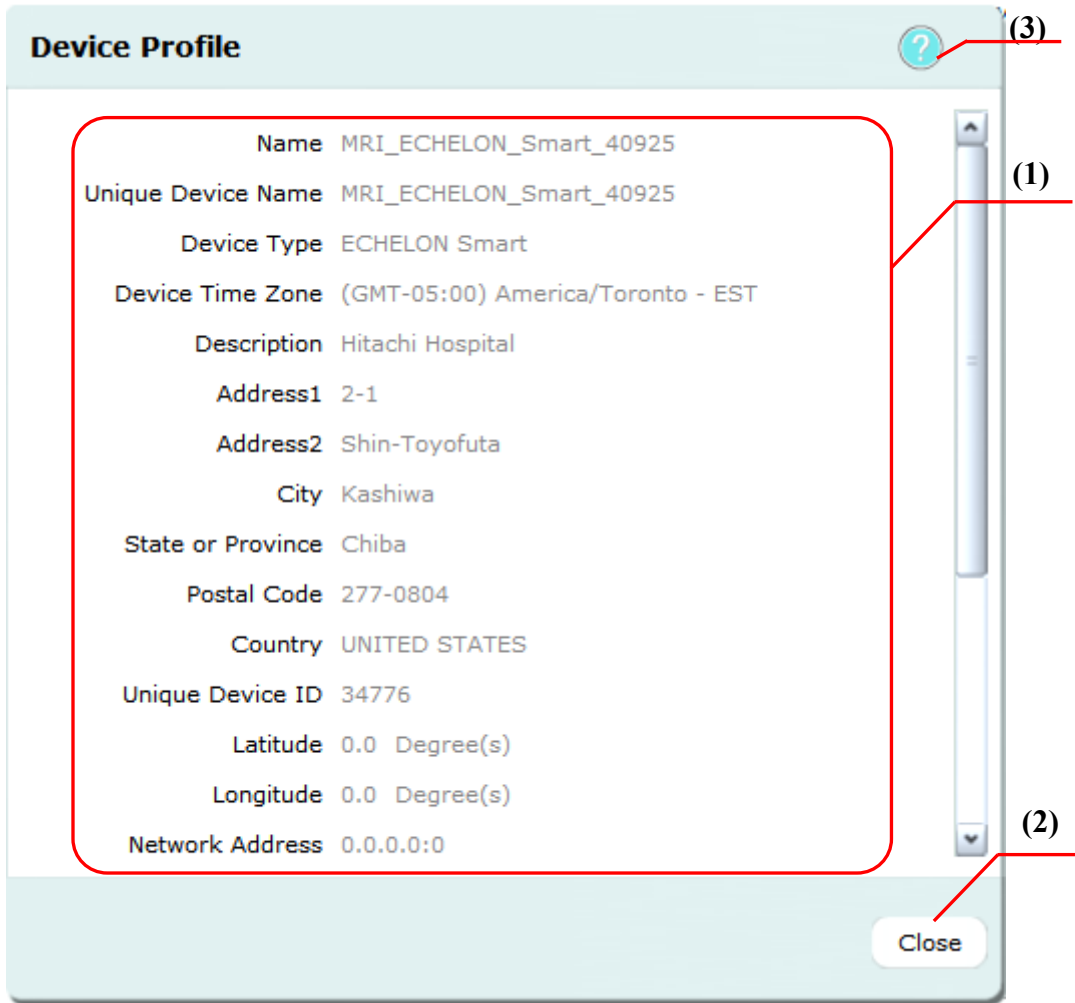 Device Profile
?
(3)
Name MRI_ECHELON_Smart_40925
(1)
Unique Device Name MRI_ECHELON_Smart_40925
Device Type ECHELON Smart
Device Time Zone (GMT-05:00) America/Toronto - EST
Description Hitachi Hospital
Address1 2-1
Address2 Shin-Toyofuta
City Kashiwa
State or Province Chiba
Postal Code 277-0804
Country UNITED STATES
Unique Device ID 34776
Latitude 0.0 Degree(s)
Longitude 0.0 Degree(s)
Network Address 0.0.0.0:0
(2)
Close